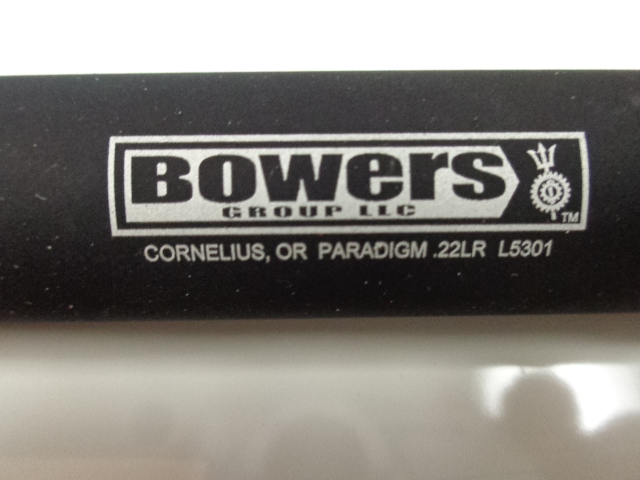 BOWers
GROUP LLC
TM
CORNELIUS, OR PARADIGM .22LR L5301